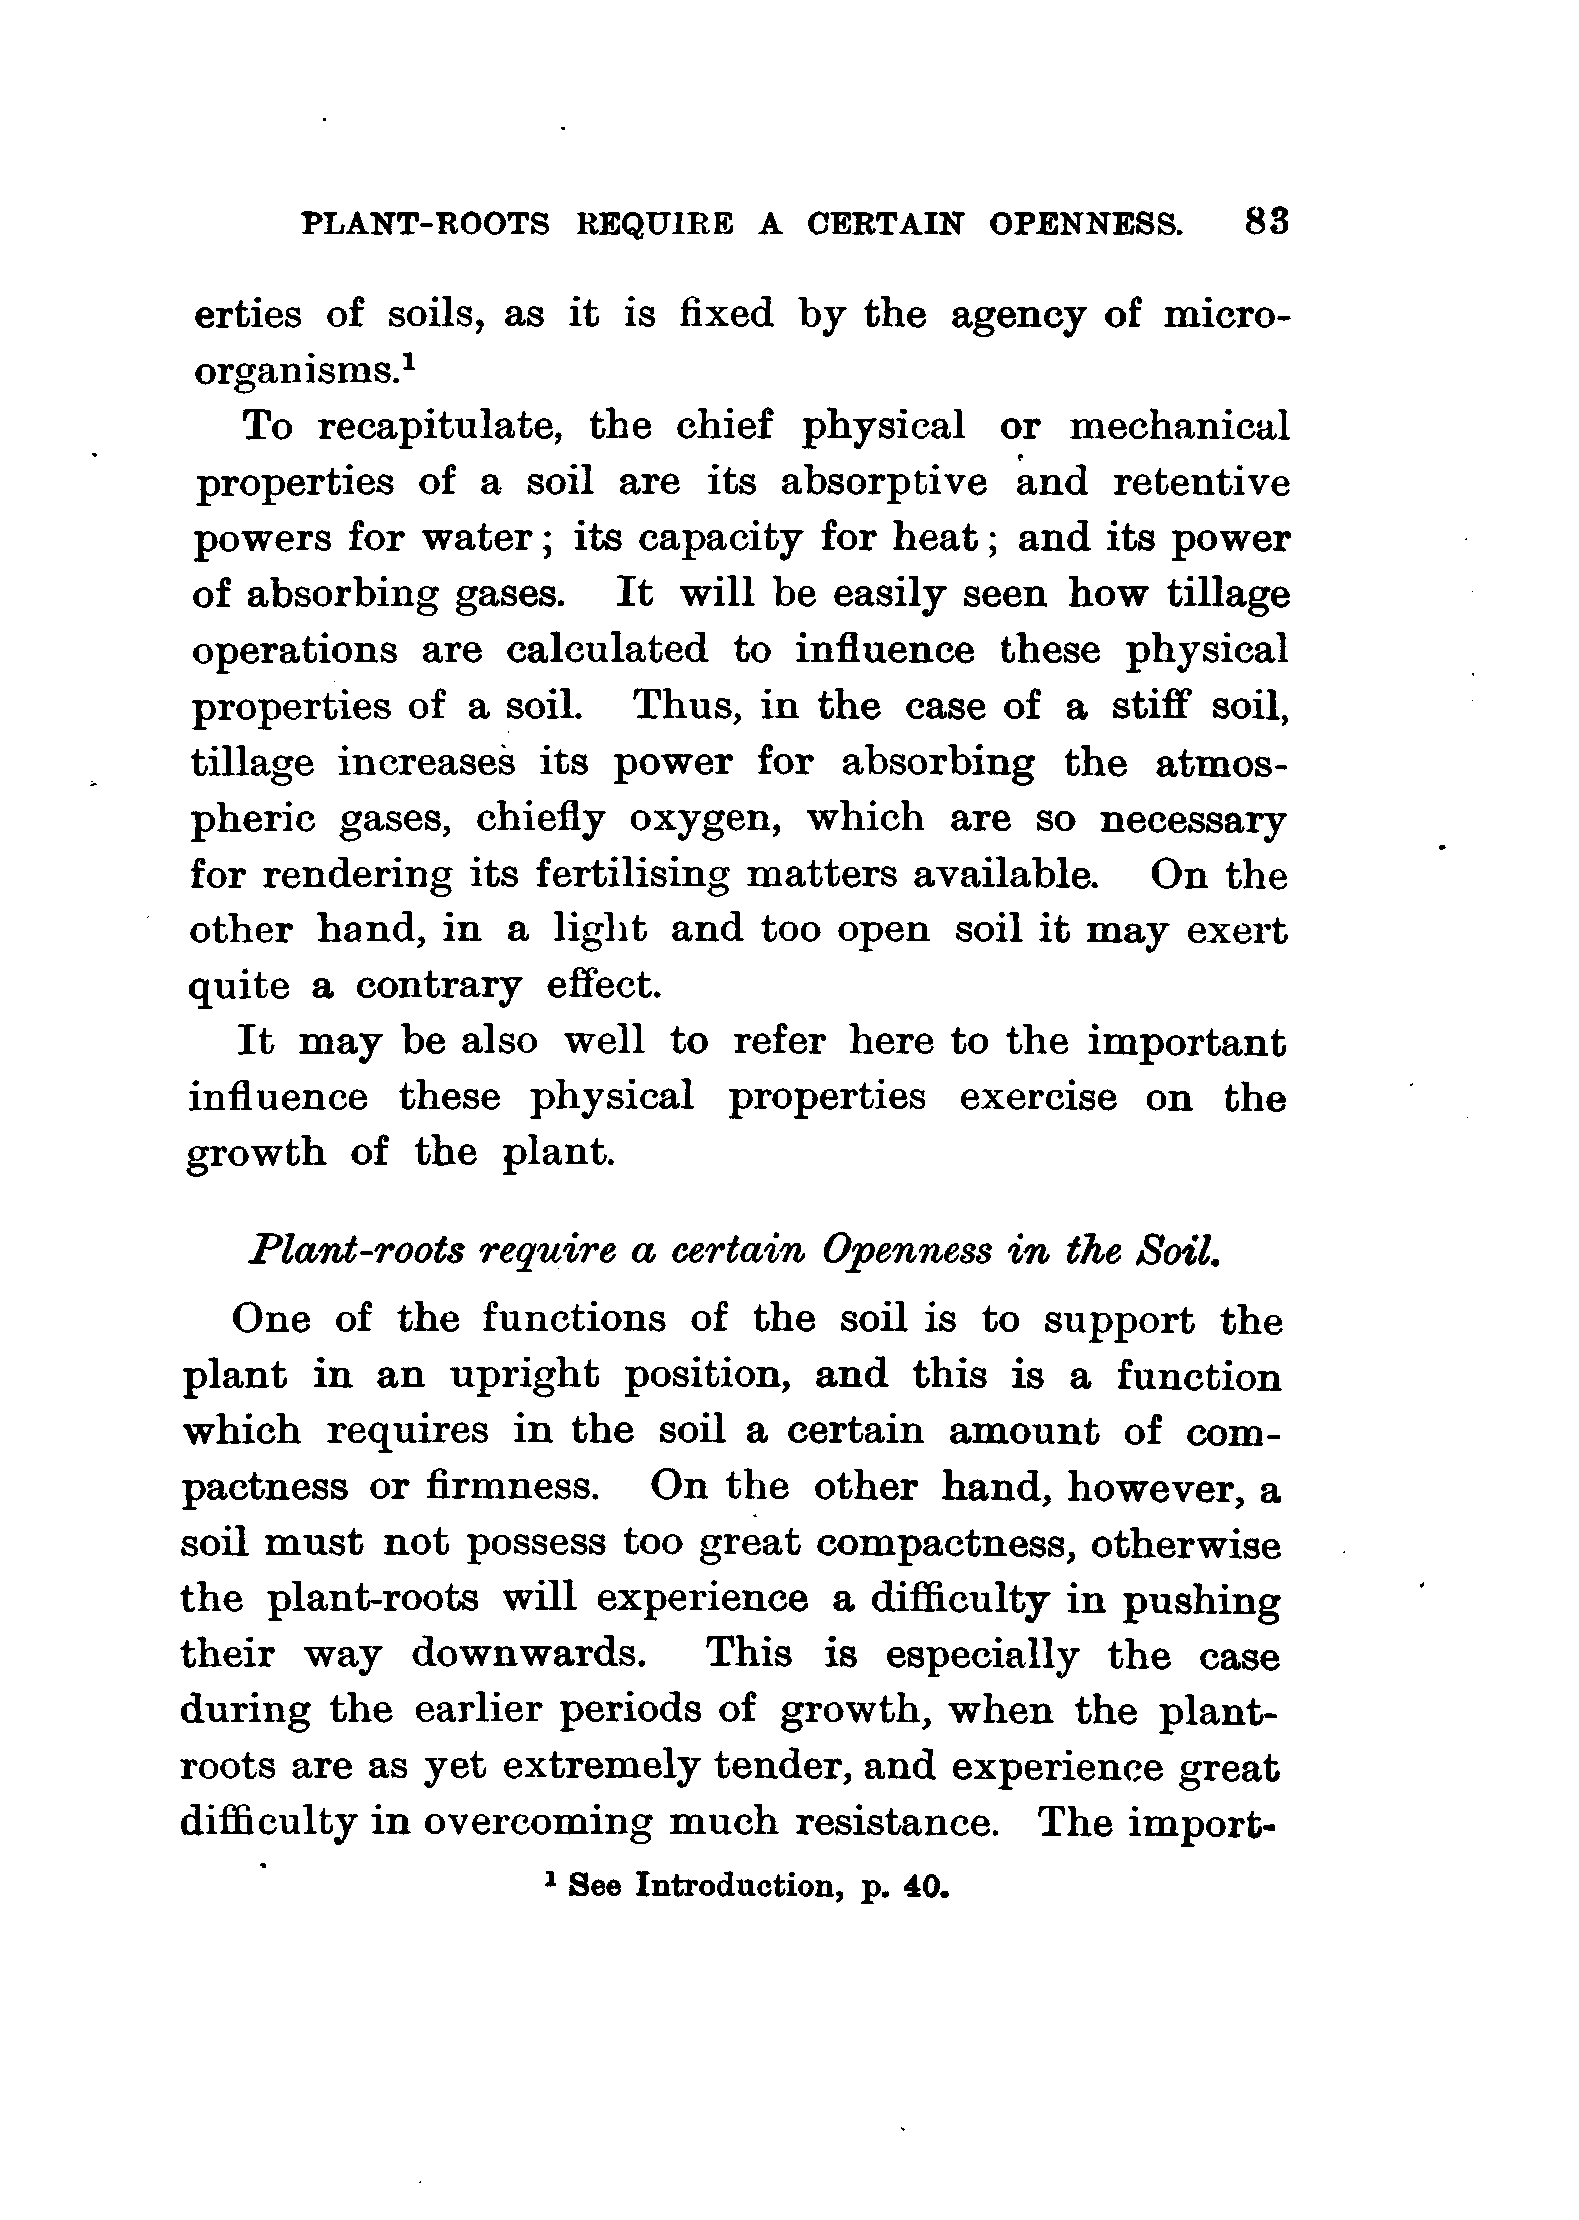 PLANT-ROOTS REQUIRE A CERTAIN OPENNESS. 83
erties of soils, as it is fixed by the agency of micro-
organisms.¹
To recapitulate, the chief physical or mechanical
properties of a soil are its absorptive and retentive
powers for water; its capacity for heat; and its power
of absorbing gases. It will be easily seen how tillage
operations are calculated to influence these physical
properties of a soil. Thus, in the case of a stiff soil,
tillage increases its power for absorbing the atmos-
pheric gases, chiefly oxygen, which are so necessary
for rendering its fertilising matters available. On the
other hand, in a light and too open soil it may exert
quite a contrary effect.
It may be also well to refer here to the important
influence these physical properties exercise on the
growth of the plant.
Plant-roots require a certain Openness in the Soil.
One of the functions of the soil is to support the
plant in an upright position, and this is a function
which requires in the soil a certain amount of com-
pactness or firmness. On the other hand, however, a
soil must not possess too great compactness, otherwise
the plant-roots will experience a difficulty in pushing
their way downwards. This is especially the case
during the earlier periods of growth, when the plant-
roots are as yet extremely tender, and experience great
difficulty in overcoming much resistance. The import-
¹ See Introduction, p. 40.